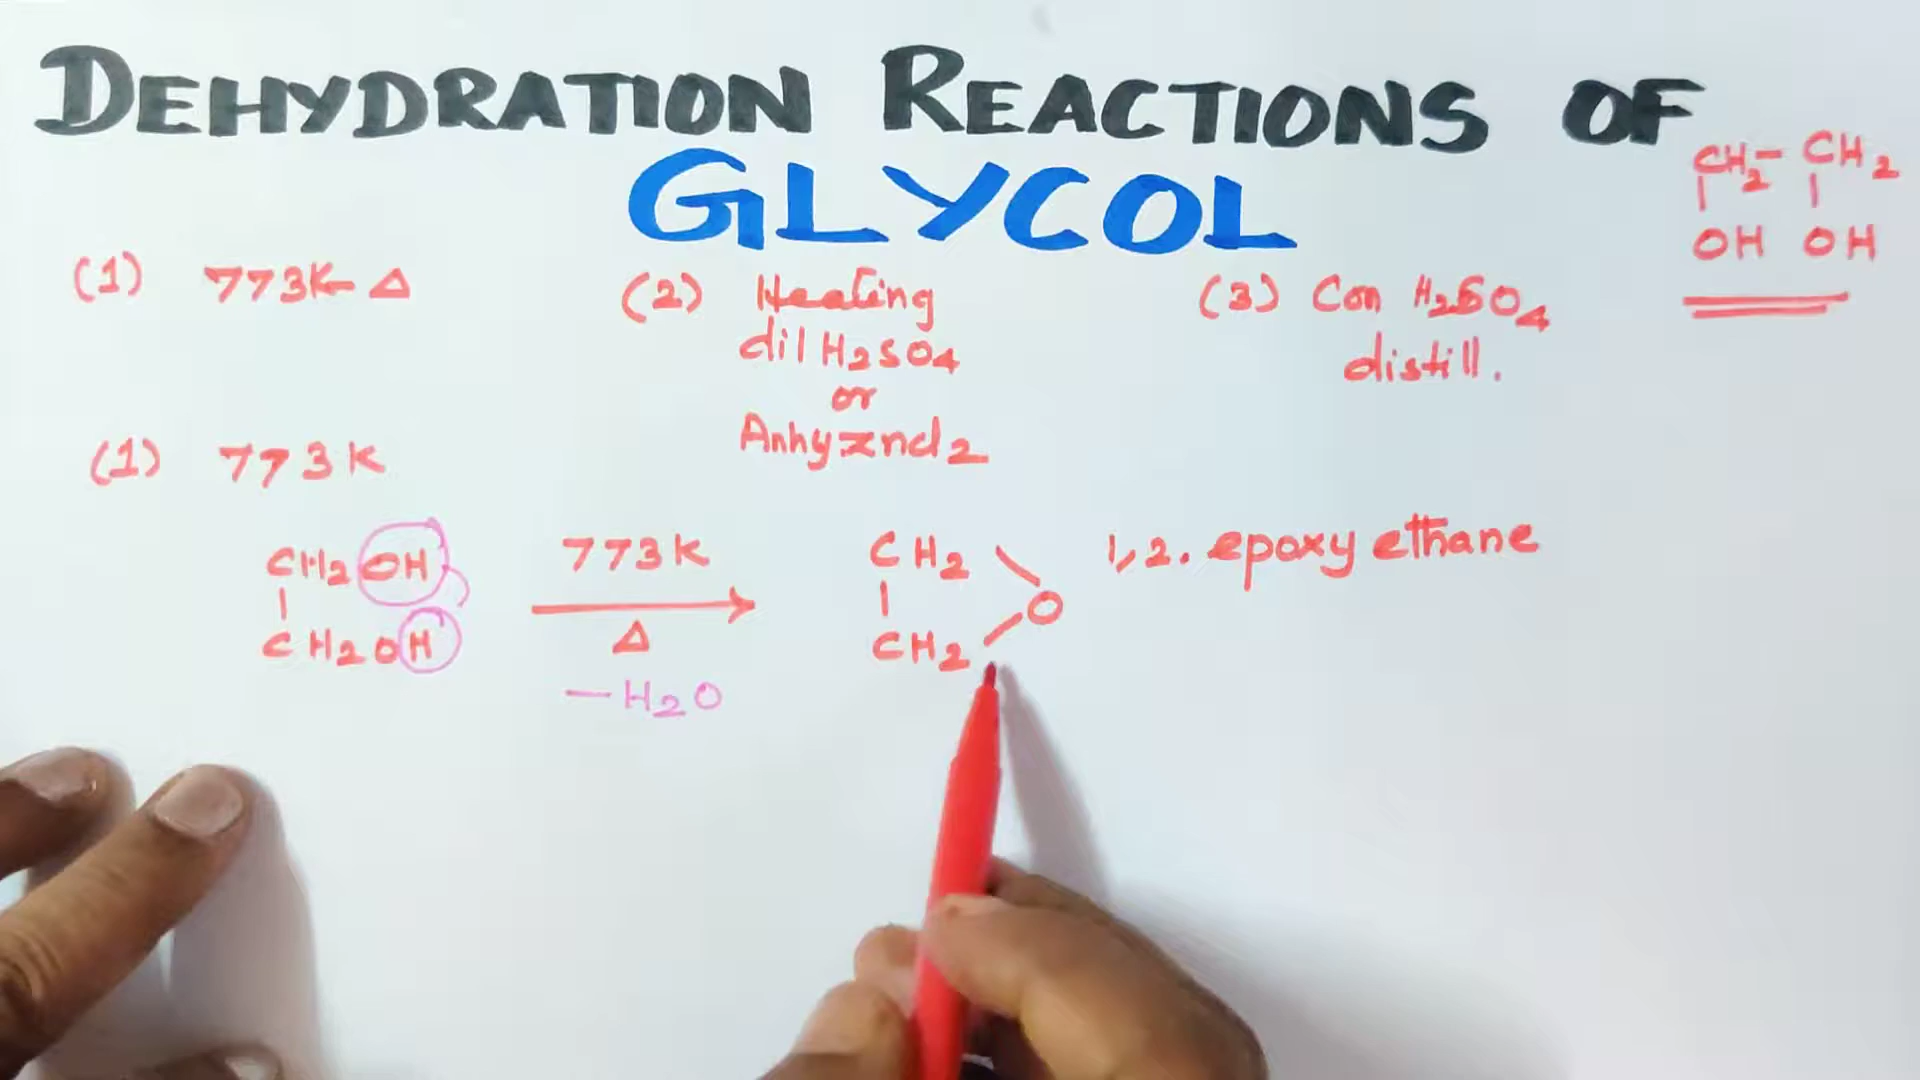 DEHYDRATION REACTIONS OF
GLYCOL
CH2- CH2
OH OH
(1) 773K- Δ
(2) Heating
dil H2SO4
or
Anhy zncl2
(3) Con H2SO4
distill.
(1) 773K
CH2OH
CH2OH
773K
Δ
— H2O
CH2
O
CH2
1,2. epoxy ethane